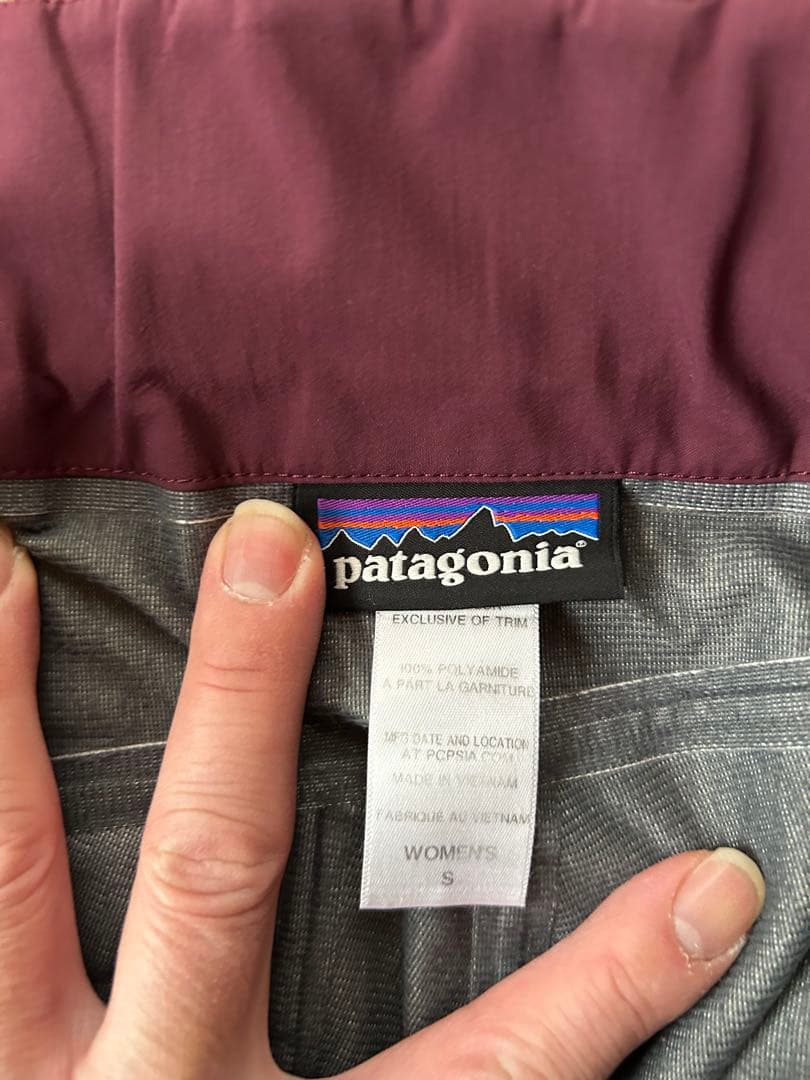 patagonia®
EXCLUSIVE OF TRIM
100% POLYAMIDE
A PART LA GARNITURE
MFG DATE AND LOCATION
AT PCPSIA.COM
MADE IN VIETNAM
FABRIQUÉ AU VIETNAM
WOMEN'S
S